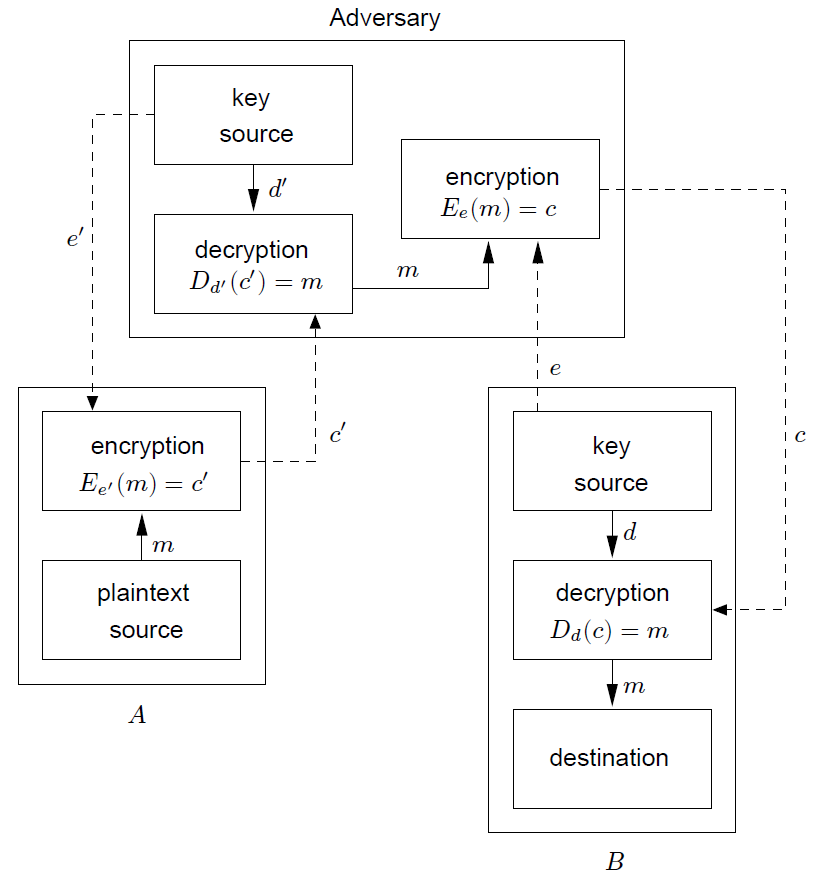 Adversary
key
source
d′
encryption
E_e(m) = c
e′
decryption
D_{d′}(c′) = m
m
e
c′
c
encryption
E_{e′}(m) = c′
m
plaintext
source
A
key
source
d
decryption
D_d(c) = m
m
destination
B